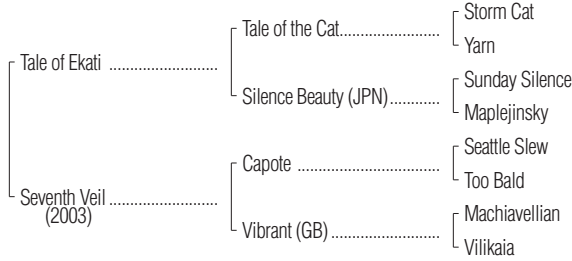 Storm Cat
Tale of the Cat..................
Yarn
Tale of Ekati ..........................
Sunday Silence
Silence Beauty (JPN)............
Maplejinsky
Seattle Slew
Capote ..............................
Too Bald
Seventh Veil ..........................
(2003)
Machiavellian
Vibrant (GB)........................
Vilikaia